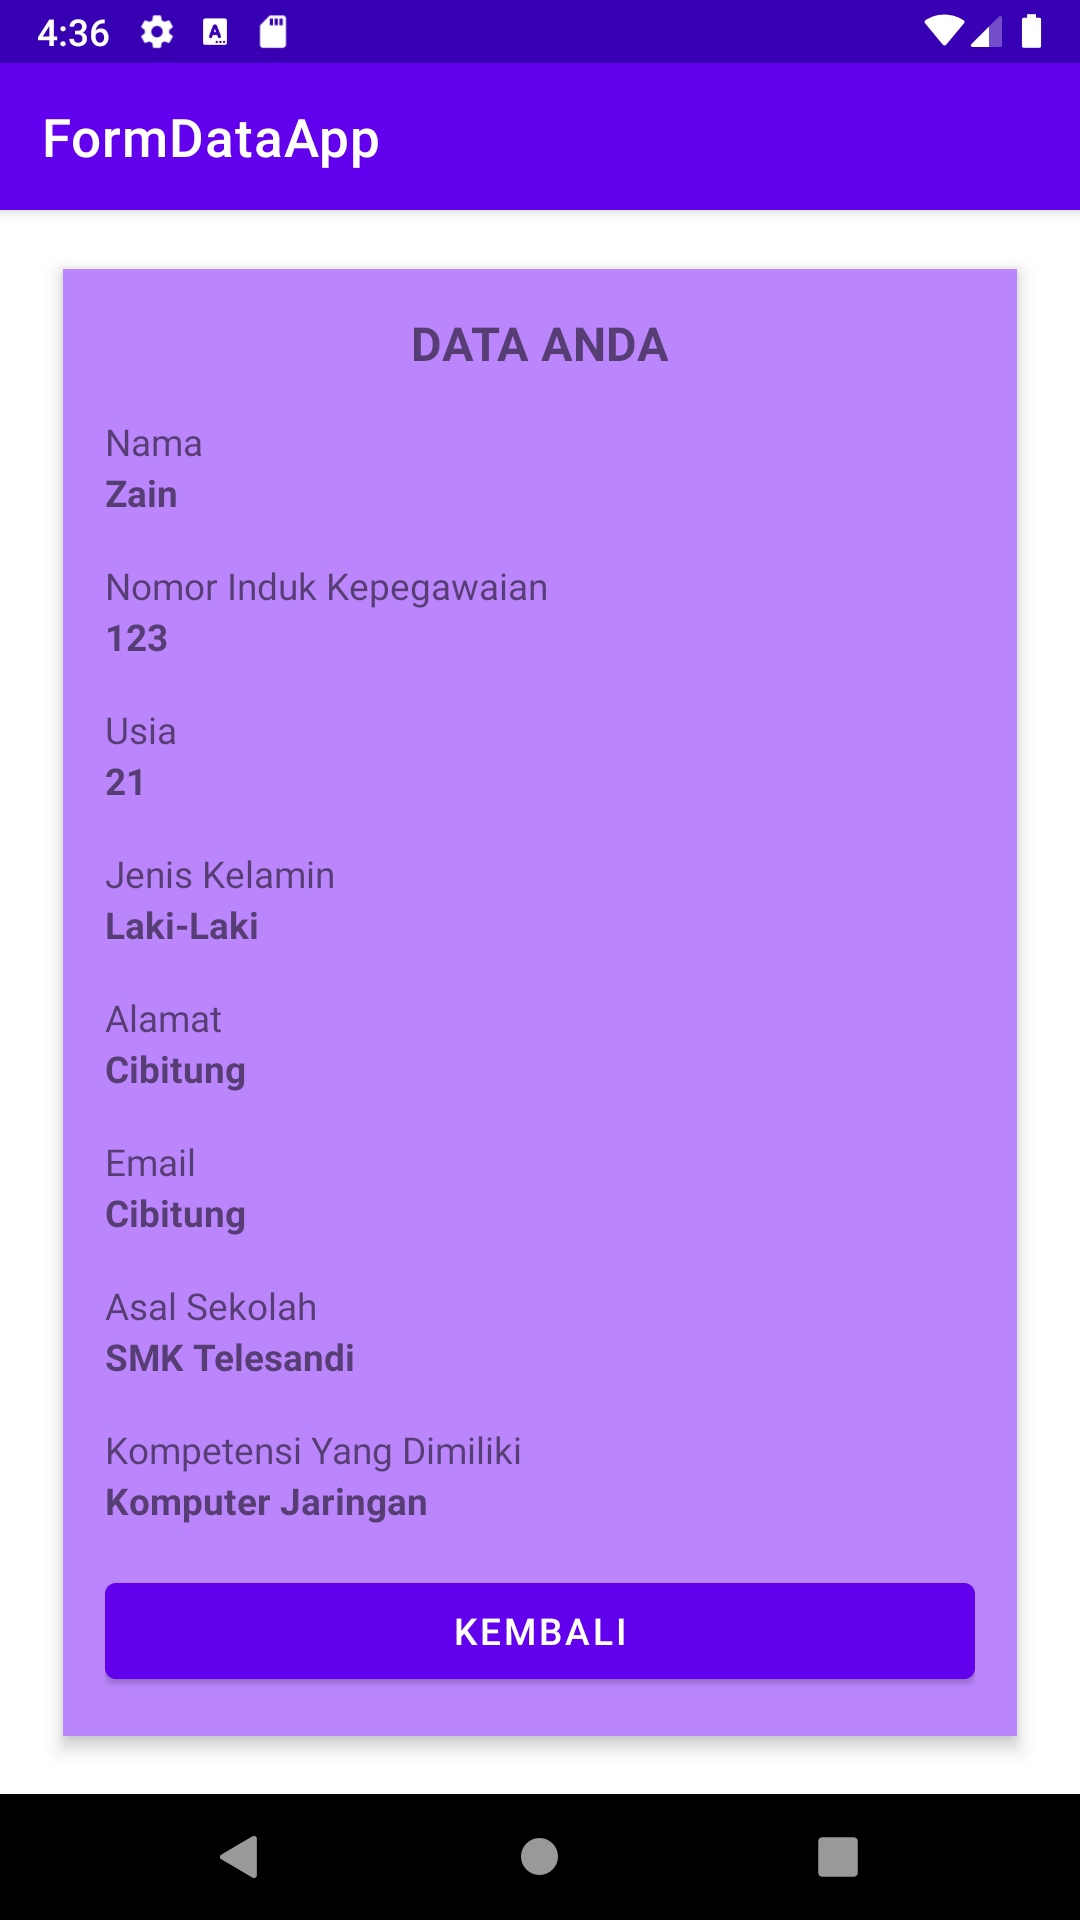 4:36
FormDataApp
DATA ANDA
Nama
Zain
Nomor Induk Kepegawaian
123
Usia
21
Jenis Kelamin
Laki-Laki
Alamat
Cibitung
Email
Cibitung
Asal Sekolah
SMK Telesandi
Kompetensi Yang Dimiliki
Komputer Jaringan
KEMBALI